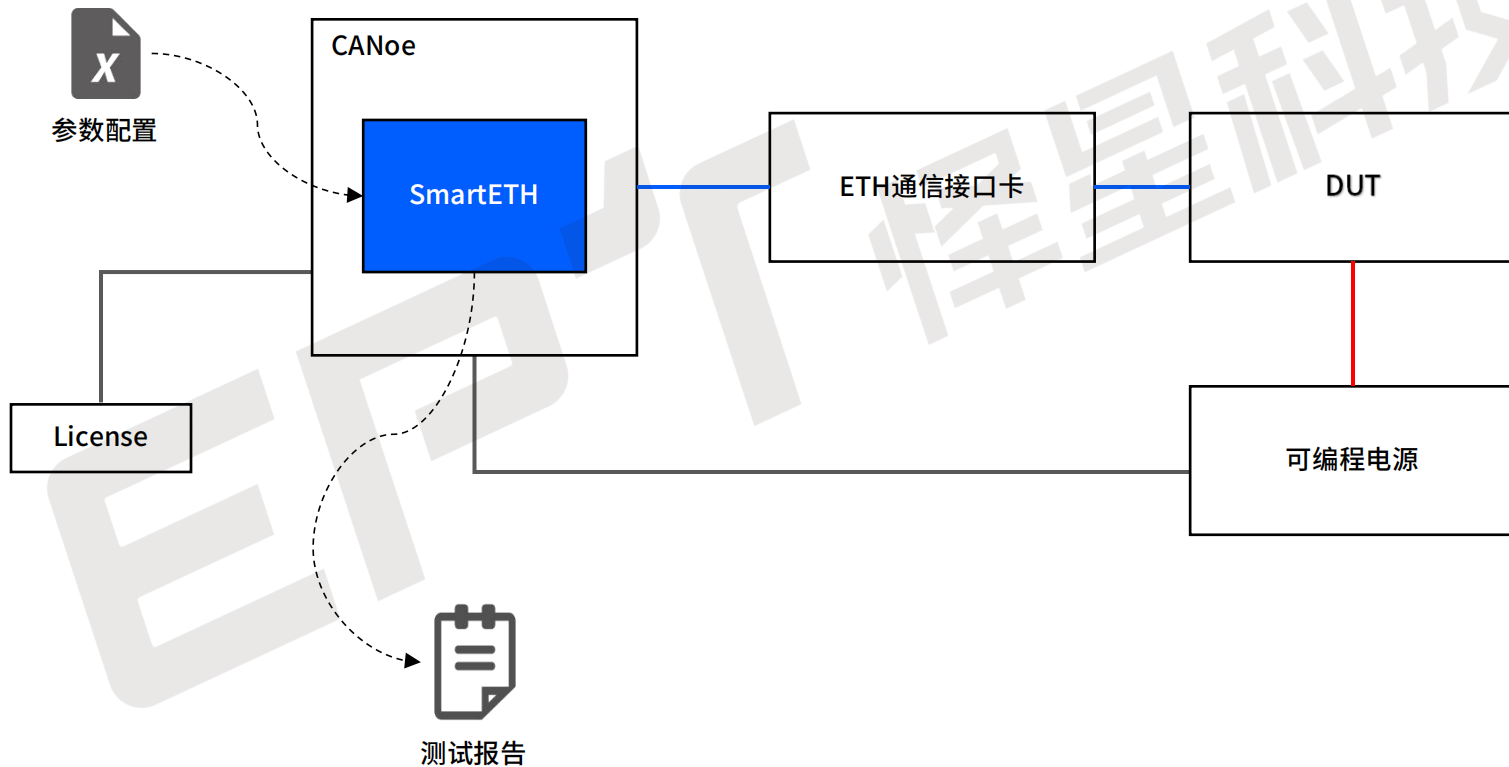 X
参数配置
CANoe
SmartETH
ETH通信接口卡
DUT
License
可编程电源
测试报告
EPT 怿星科技